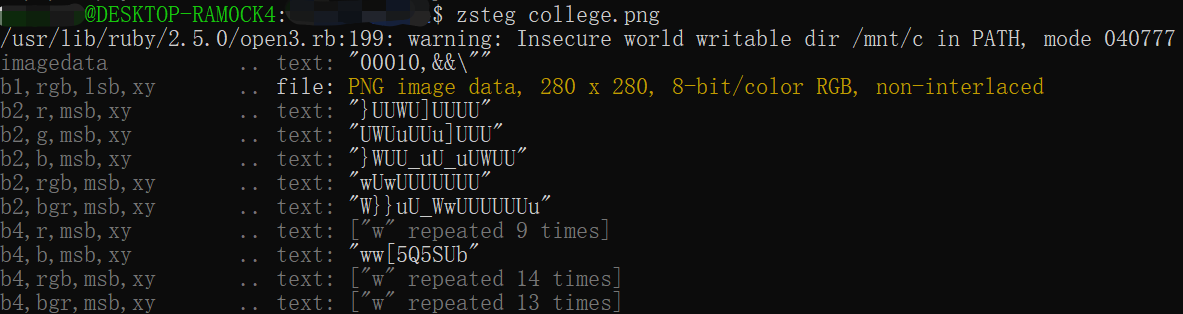 @DESKTOP-RAMOCK4: $ zsteg college.png
/usr/lib/ruby/2.5.0/open3.rb:199: warning: Insecure world writable dir /mnt/c in PATH, mode 040777
imagedata .. text: "00010,&&\""
b1,rgb,lsb,xy .. file: PNG image data, 280 x 280, 8-bit/color RGB, non-interlaced
b2,r,msb,xy .. text: "}UUWU]UUUU"
b2,g,msb,xy .. text: "UWUuUUu]UUU"
b2,b,msb,xy .. text: "}WUU_uU_uUWUU"
b2,rgb,msb,xy .. text: "wUwUUUUUUU"
b2,bgr,msb,xy .. text: "W}}uU_WwUUUUUUu"
b4,r,msb,xy .. text: ["w" repeated 9 times]
b4,b,msb,xy .. text: "ww[5Q5SUb"
b4,rgb,msb,xy .. text: ["w" repeated 14 times]
b4,bgr,msb,xy .. text: ["w" repeated 13 times]